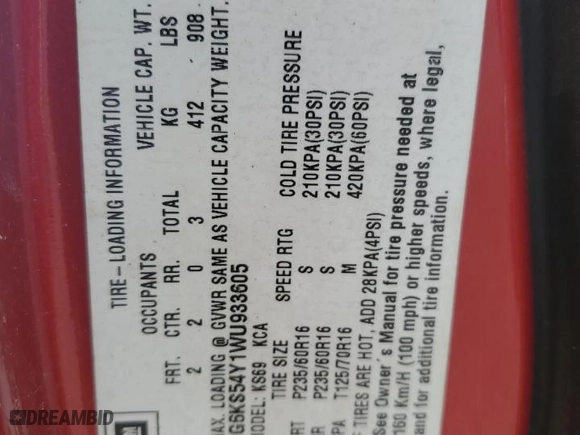 TIRE-LOADING INFORMATION
OCCUPANTS VEHICLE CAP. WT.
FRT. CTR. RR. TOTAL KG LBS
2 2 0 3 412 908
AX. LOADING @ GVWR SAME AS VEHICLE CAPACITY WEIGHT.
G6KS54Y1WU933605
MODEL: KS69 KCA
TIRE SIZE SPEED RTG COLD TIRE PRESSURE
RT P235/60R16 S 210KPA(30PSI)
R P235/60R16 S 210KPA(30PSI)
PA T125/70R16 M 420KPA(60PSI)
F TIRES ARE HOT, ADD 28KPA(4PSI)
See Owner's Manual for tire pressure needed at
160 Km/H (100 mph) or higher speeds, where legal,
and for additional tire information.
GM
DREAMBID